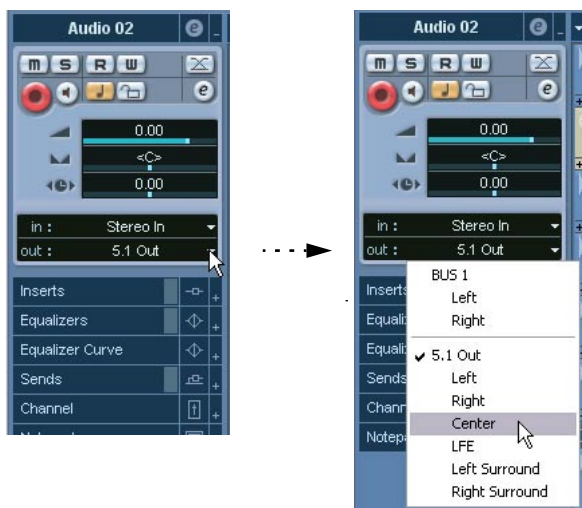 Audio 02
e
M S R W
e
0.00
<C>
0.00
in : Stereo In
out : 5.1 Out
Inserts
Equalizers
Equalizer Curve
Sends
Channel
Audio 02
e
M S R W
e
0.00
<C>
0.00
in : Stereo In
out : 5.1 Out
BUS 1
Left
Right
5.1 Out
Left
Right
Center
LFE
Left Surround
Right Surround
Inserts
Equaliz
Equali
Sends
Chann
Notep